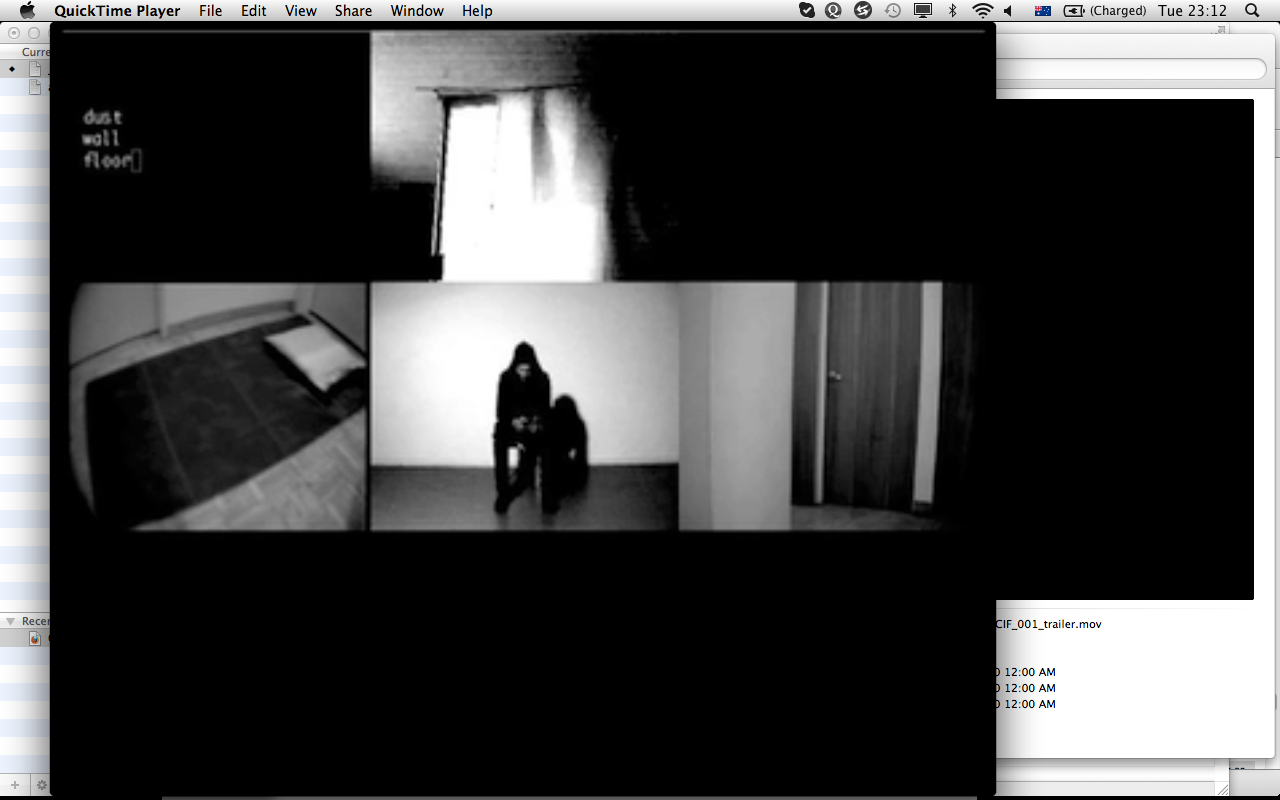 QuickTime Player File Edit View Share Window Help (Charged) Tue 23:12
Curre
dust
wall
floor
Recen
CIF_001_trailer.mov
12:00 AM
12:00 AM
12:00 AM